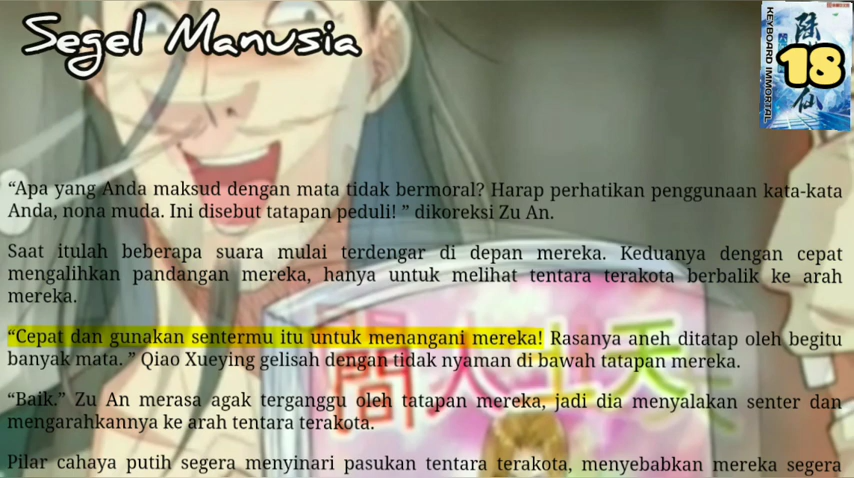 Segel Manusia
KEYBOARD IMMORTAL
18
“Apa yang Anda maksud dengan mata tidak bermoral? Harap perhatikan penggunaan kata-kata
Anda, nona muda. Ini disebut tatapan peduli! ” dikoreksi Zu An.
Saat itulah beberapa suara mulai terdengar di depan mereka. Keduanya dengan cepat
mengalihkan pandangan mereka, hanya untuk melihat tentara terakota berbalik ke arah
mereka.
“Cepat dan gunakan sentermu itu untuk menangani mereka! Rasanya aneh ditatap oleh begitu
banyak mata. ” Qiao Xueying gelisah dengan tidak nyaman di bawah tatapan mereka.
間人上天
“Baik.” Zu An merasa agak terganggu oleh tatapan mereka, jadi dia menyalakan senter dan
mengarahkannya ke arah tentara terakota.
Pilar cahaya putih segera menyinari pasukan tentara terakota, menyebabkan mereka segera